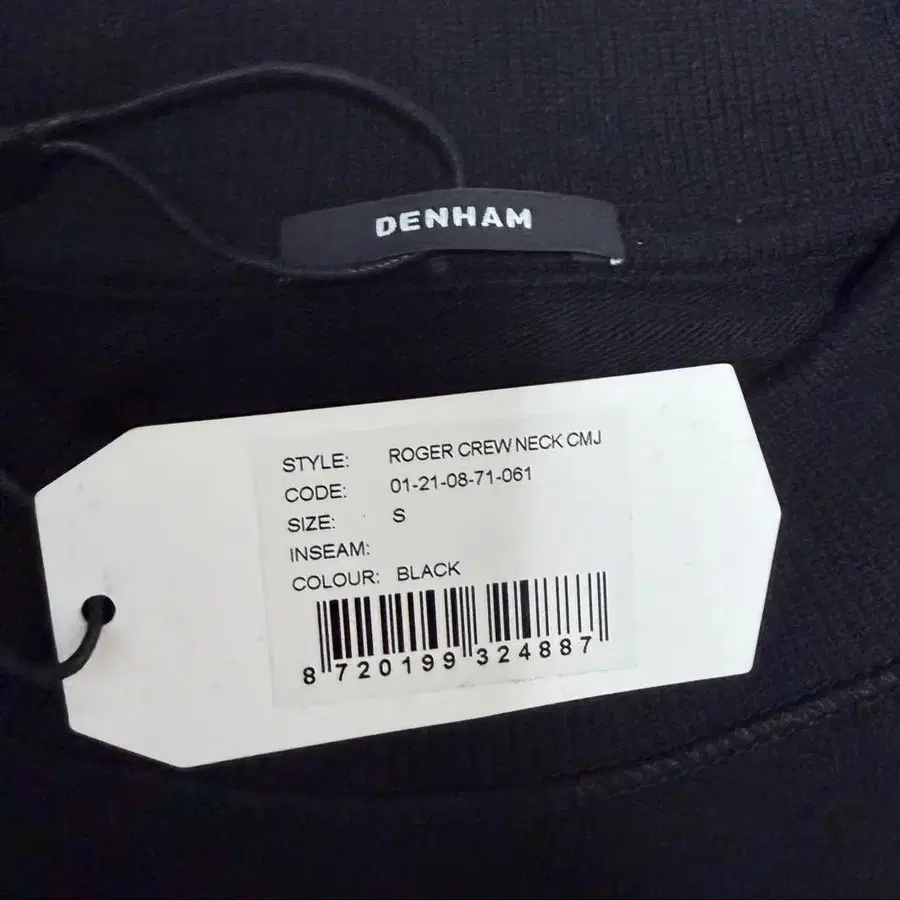 DENHAM
STYLE: ROGER CREW NECK CMJ
CODE: 01-21-08-71-061
SIZE: S
INSEAM:
COLOUR: BLACK
8 720199 324887